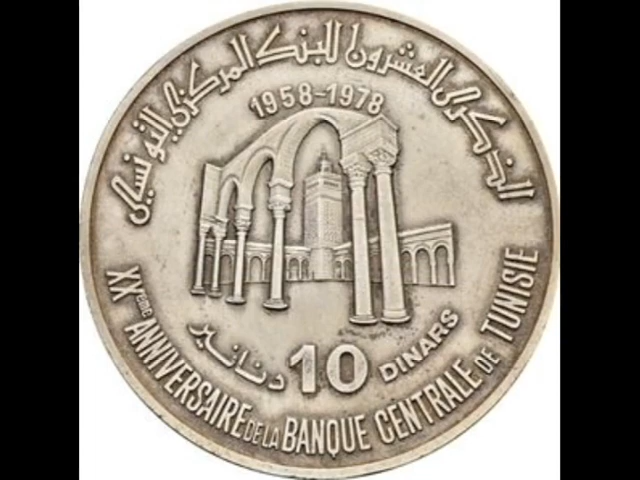 الذكرى العشرون للبنك المركزي التونسي
1958-1978
دنانير 10 DINARS
XXème ANNIVERSAIRE DE LA BANQUE CENTRALE DE TUNISIE